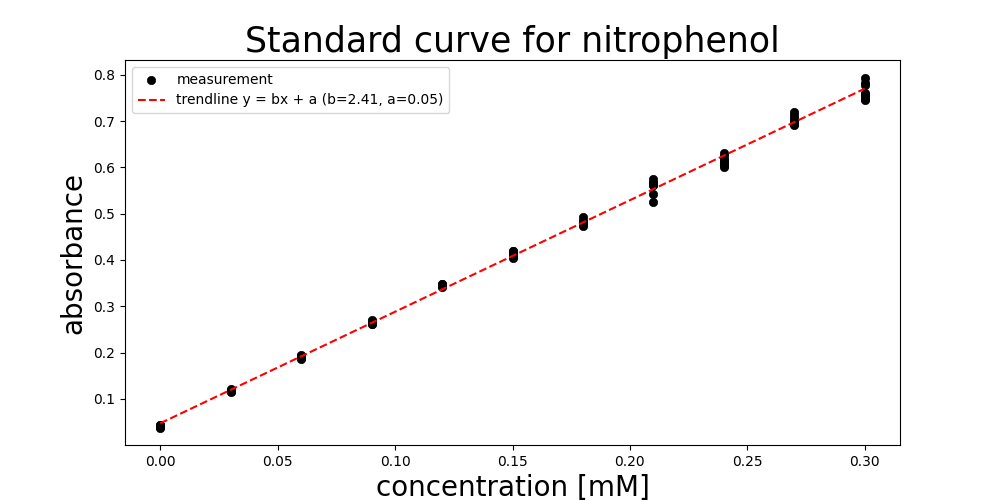 Standard curve for nitrophenol
measurement
trendline y = bx + a (b=2.41, a=0.05)
absorbance
0.8
0.7
0.6
0.5
0.4
0.3
0.2
0.1
0.00 0.05 0.10 0.15 0.20 0.25 0.30
concentration [mM]